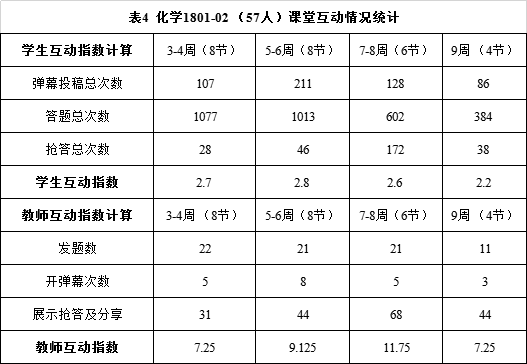 表4 化学1801-02（57人）课堂互动情况统计
学生互动指数计算 3-4周（8节） 5-6周（8节） 7-8周（6节） 9周（4节）
弹幕投稿总次数 107 211 128 86
答题总次数 1077 1013 602 384
抢答总次数 28 46 172 38
学生互动指数 2.7 2.8 2.6 2.2
教师互动指数计算 3-4周（8节） 5-6周（8节） 7-8周（6节） 9周（4节）
发题数 22 21 21 11
开弹幕次数 5 8 5 3
展示抢答及分享 31 44 68 44
教师互动指数 7.25 9.125 11.75 7.25